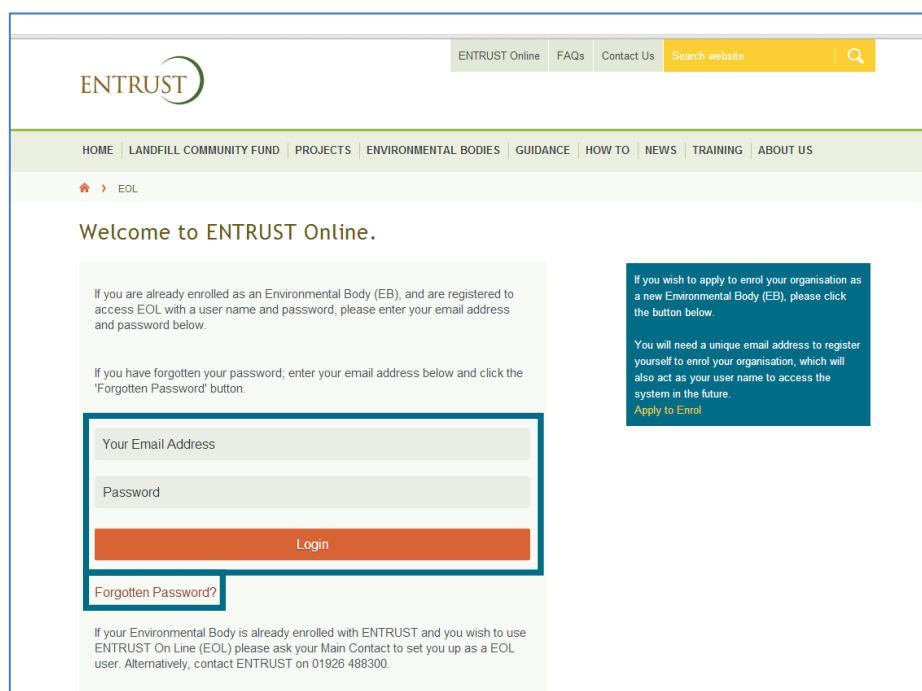 ENTRUST Online FAQs Contact Us Search website
ENTRUST
HOME LANDFILL COMMUNITY FUND PROJECTS ENVIRONMENTAL BODIES GUIDANCE HOW TO NEWS TRAINING ABOUT US
EOL
Welcome to ENTRUST Online.
If you are already enrolled as an Environmental Body (EB), and are registered to
access EOL with a user name and password, please enter your email address
and password below.
If you have forgotten your password; enter your email address below and click the
'Forgotten Password' button.
Your Email Address
Password
Login
Forgotten Password?
If your Environmental Body is already enrolled with ENTRUST and you wish to use
ENTRUST On Line (EOL) please ask your Main Contact to set you up as a EOL
user. Alternatively, contact ENTRUST on 01926 488300.
If you wish to apply to enrol your organisation as
a new Environmental Body (EB), please click
the button below.
You will need a unique email address to register
yourself to enrol your organisation, which will
also act as your user name to access the
system in the future.
Apply to Enrol